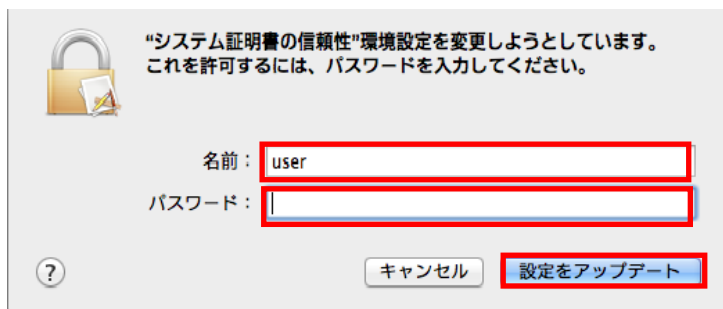 “システム証明書の信頼性”環境設定を変更しようとしています。
これを許可するには、パスワードを入力してください。
名前： user
パスワード：
? キャンセル 設定をアップデート